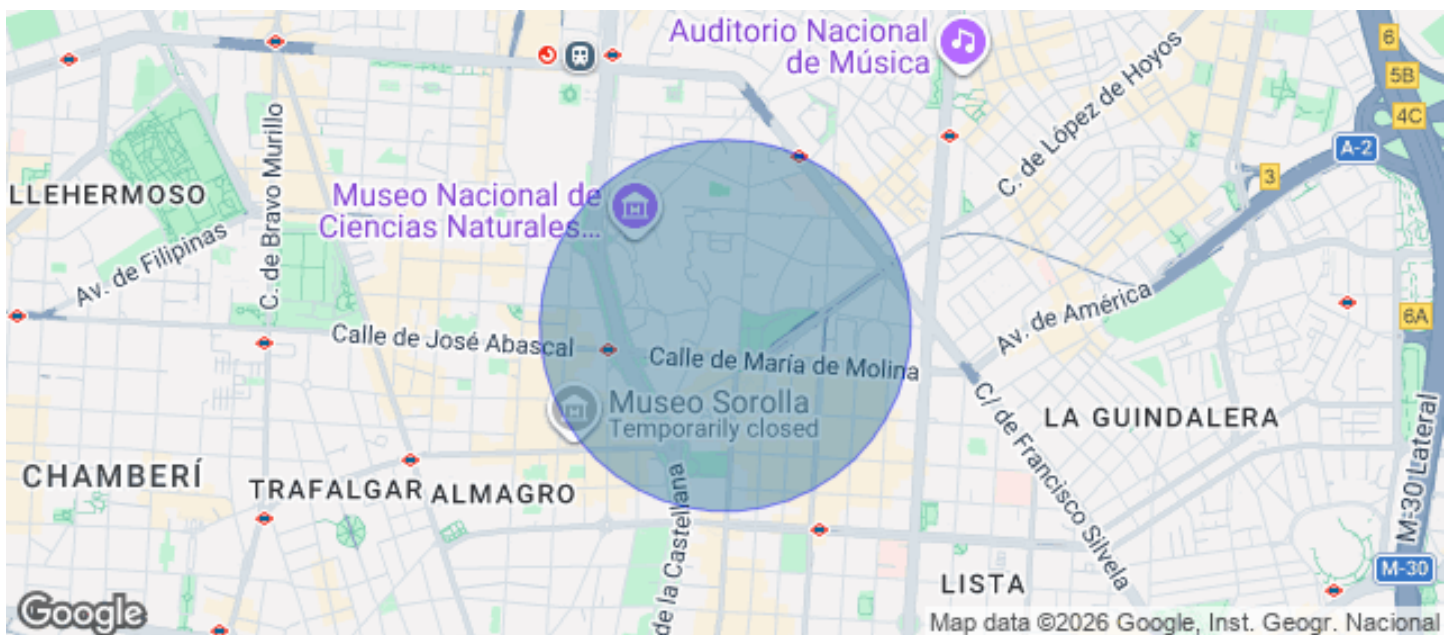 Auditorio Nacional
de Música
6
5B
4C
A-2
3
C. de López de Hoyos
C. de Bravo Murillo
LLEHERMOSO
Museo Nacional de
Ciencias Naturales...
Av. de Filipinas
Av. de América
6A
Calle de José Abascal
Calle de María de Molina
Museo Sorolla
Temporarily closed
C/ de Francisco Silvela
LA GUINDALERA
M-30 Lateral
CHAMBERÍ
TRAFALGAR
ALMAGRO
de la Castellana
LISTA
M-30
Google
Map data ©2026 Google, Inst. Geogr. Nacional